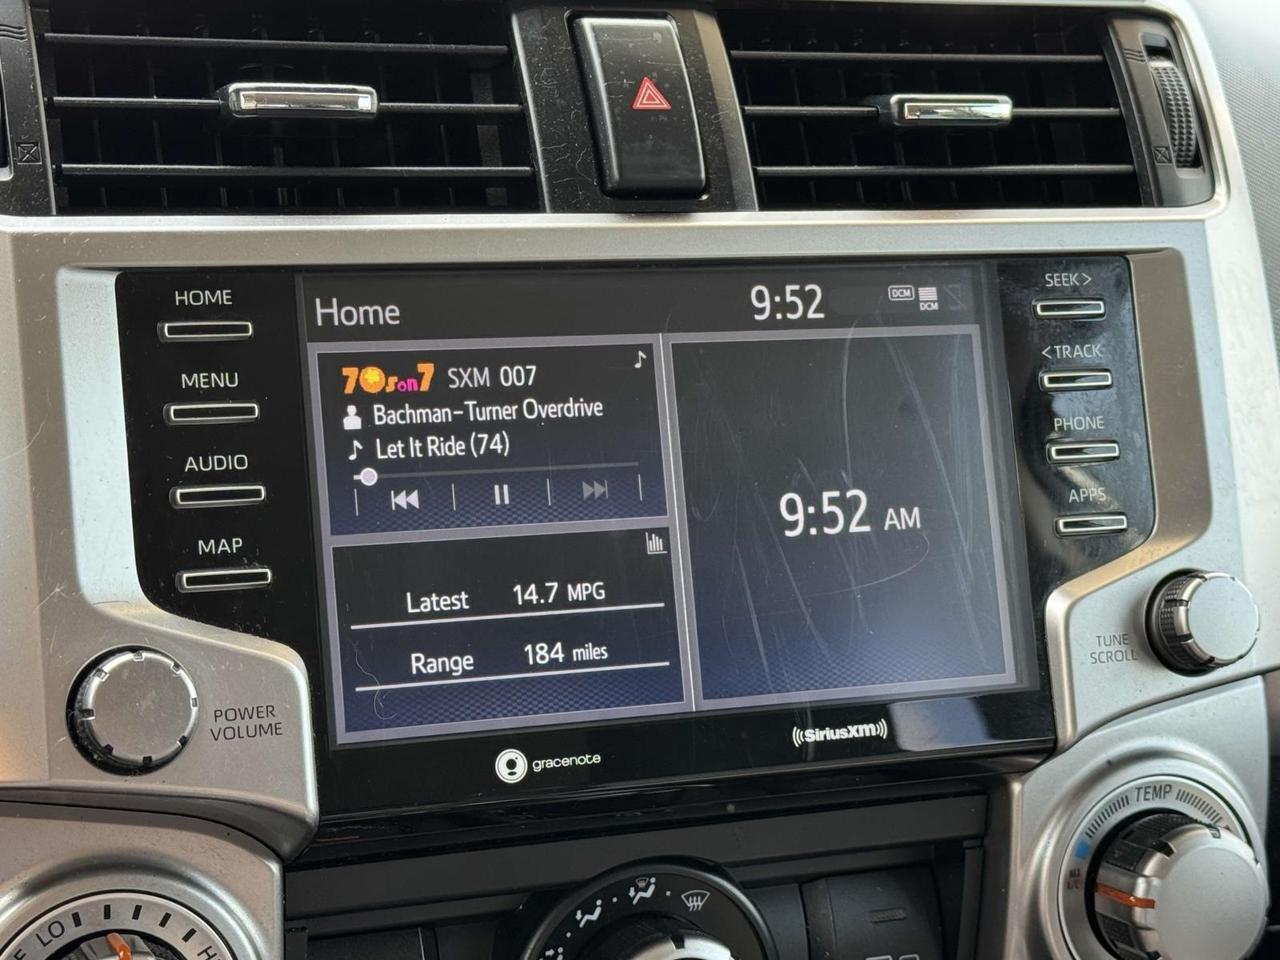 HOME
MENU
AUDIO
MAP
POWER
VOLUME
Home
9:52
DCM
DCM
70s on 7 SXM 007
Bachman-Turner Overdrive
Let It Ride (74)
Latest 14.7 MPG
Range 184 miles
9:52 AM
gracenote
((SiriusXM))
SEEK >
< TRACK
PHONE
APPS
TUNE
SCROLL
TEMP
LO